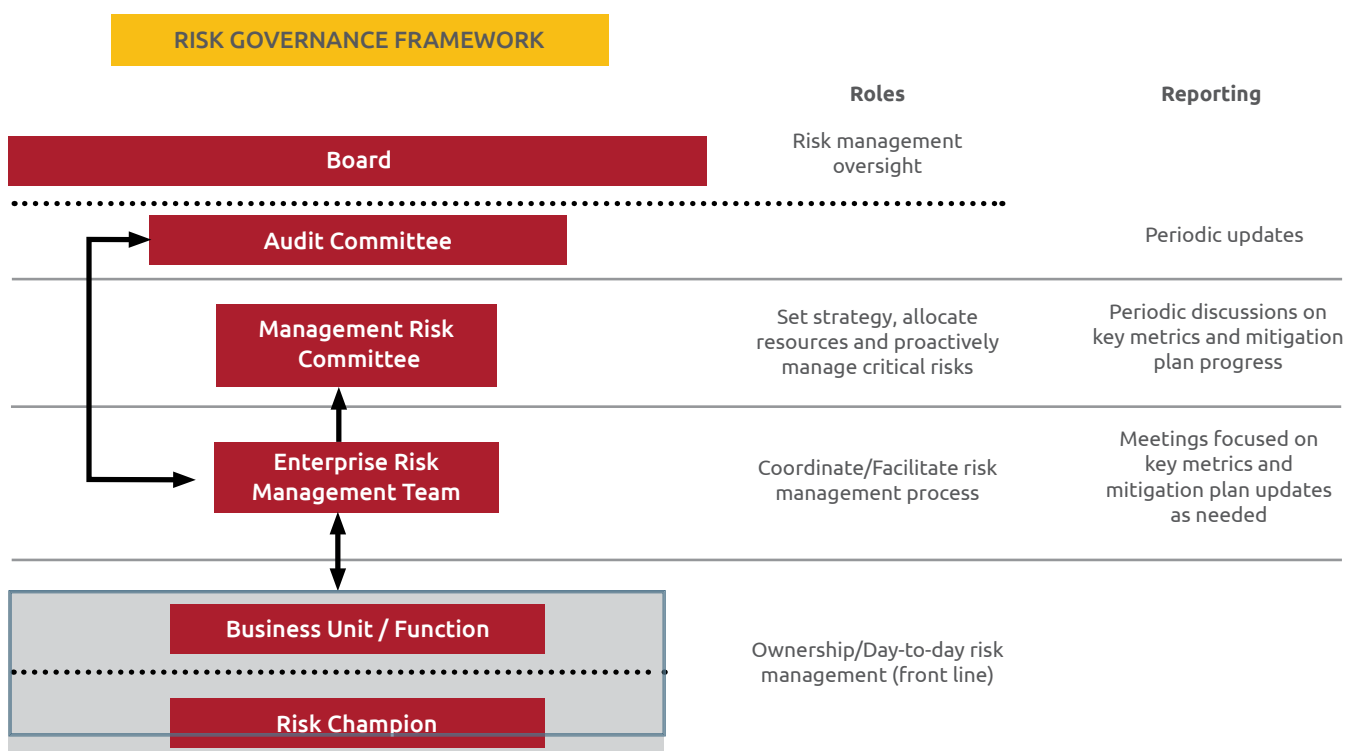 RISK GOVERNANCE FRAMEWORK
Roles
Reporting
Board
Risk management
oversight
Audit Committee
Periodic updates
Management Risk
Committee
Set strategy, allocate
resources and proactively
manage critical risks
Periodic discussions on
key metrics and mitigation
plan progress
Enterprise Risk
Management Team
Coordinate/Facilitate risk
management process
Meetings focused on
key metrics and
mitigation plan updates
as needed
Business Unit / Function
Ownership/Day-to-day risk
management (front line)
Risk Champion